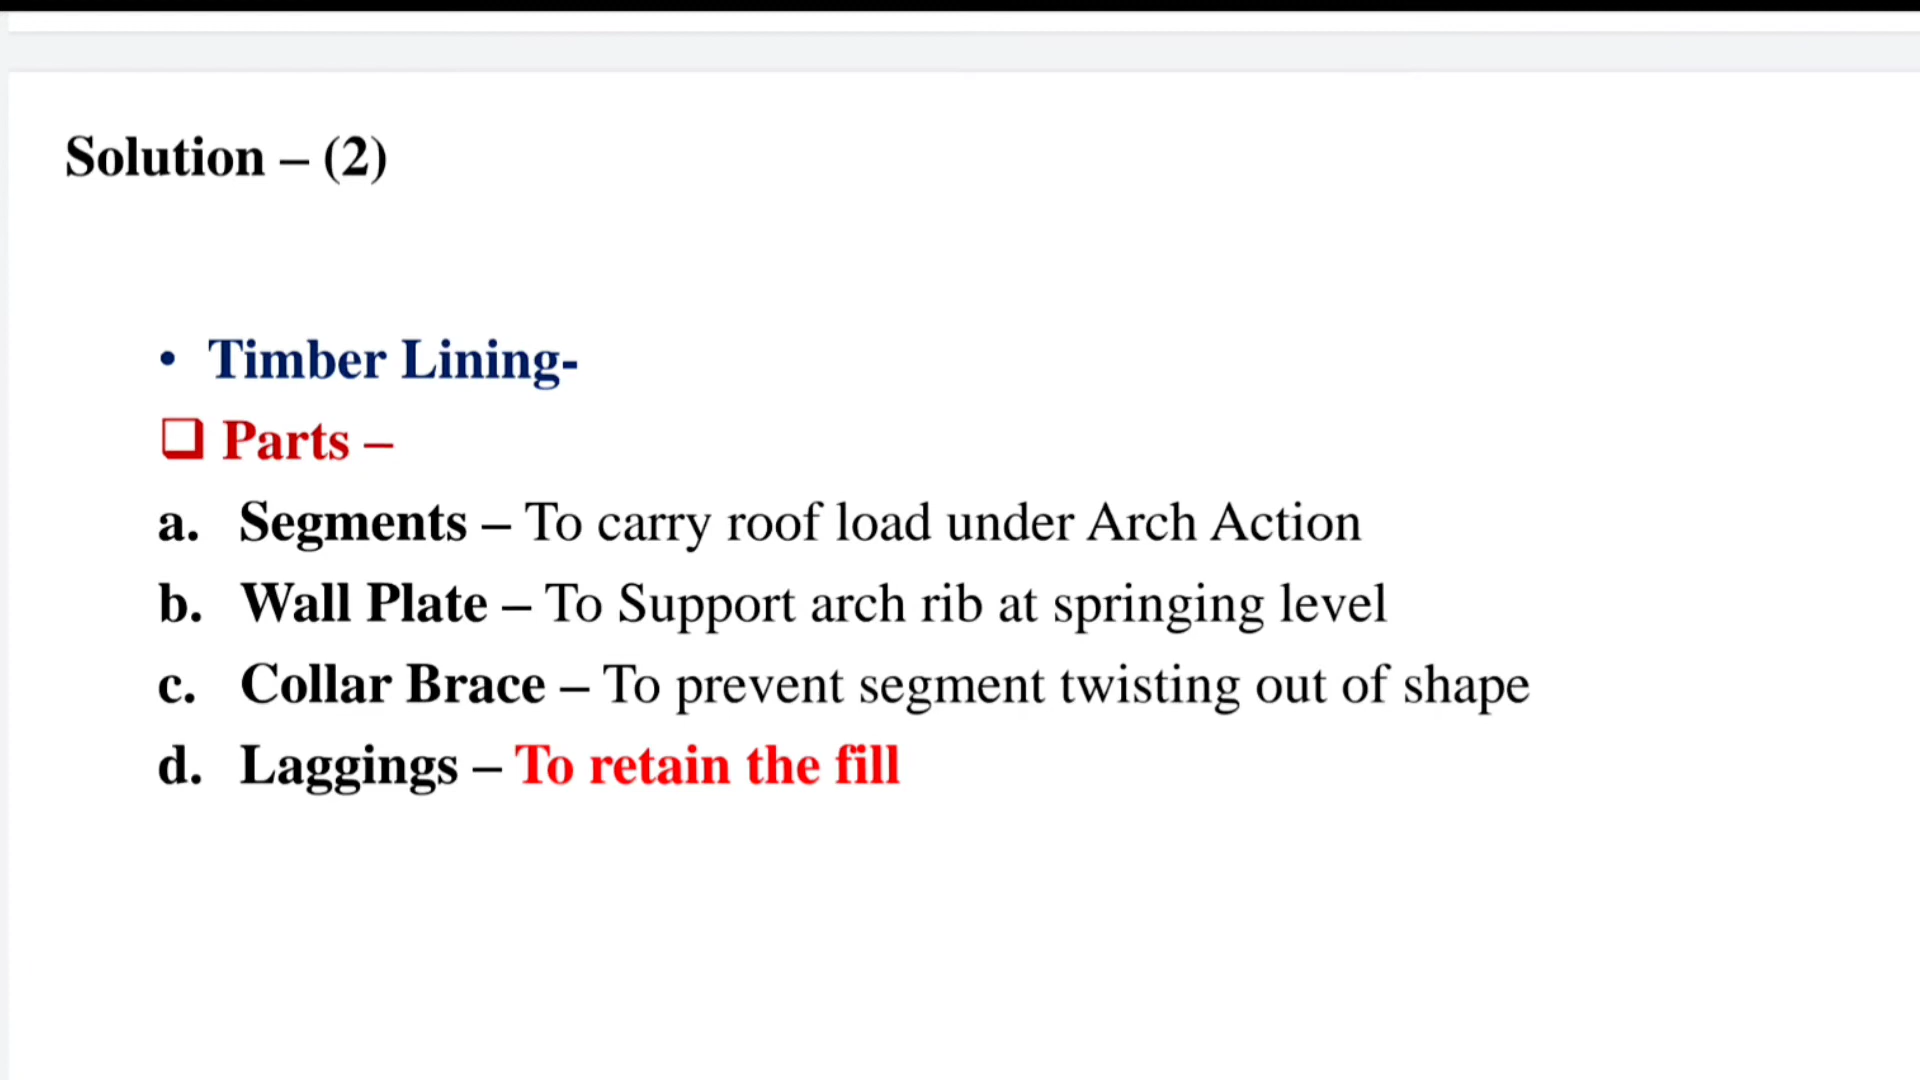 Solution – (2)
• Timber Lining-
❑ Parts –
a. Segments – To carry roof load under Arch Action
b. Wall Plate – To Support arch rib at springing level
c. Collar Brace – To prevent segment twisting out of shape
d. Laggings – To retain the fill